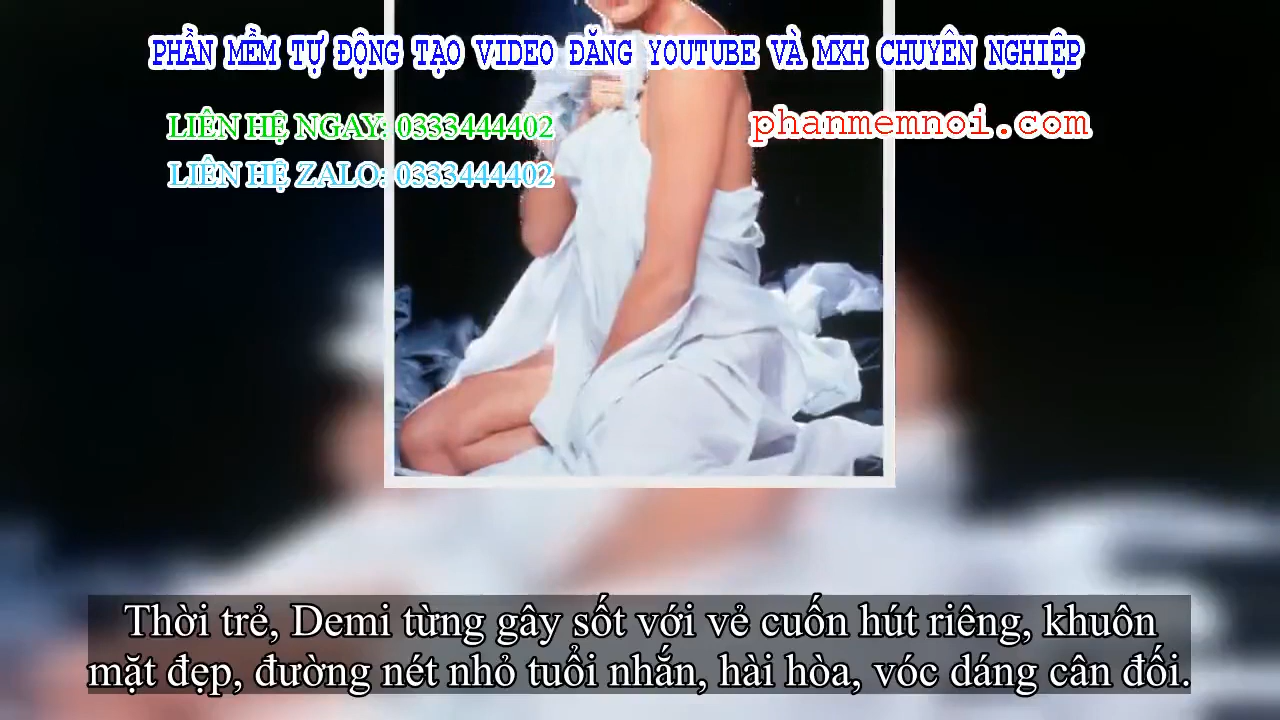 PHẦN MỀM TỰ ĐỘNG TẠO VIDEO ĐĂNG YOUTUBE VÀ MXH CHUYÊN NGHIỆP
LIÊN HỆ NGAY: 0333444402
phanmemnoi.com
LIÊN HỆ ZALO: 0333444402
Thời trẻ, Demi từng gây sốt với vẻ cuốn hút riêng, khuôn
mặt đẹp, đường nét nhỏ tuổi nhắn, hài hòa, vóc dáng cân đối.